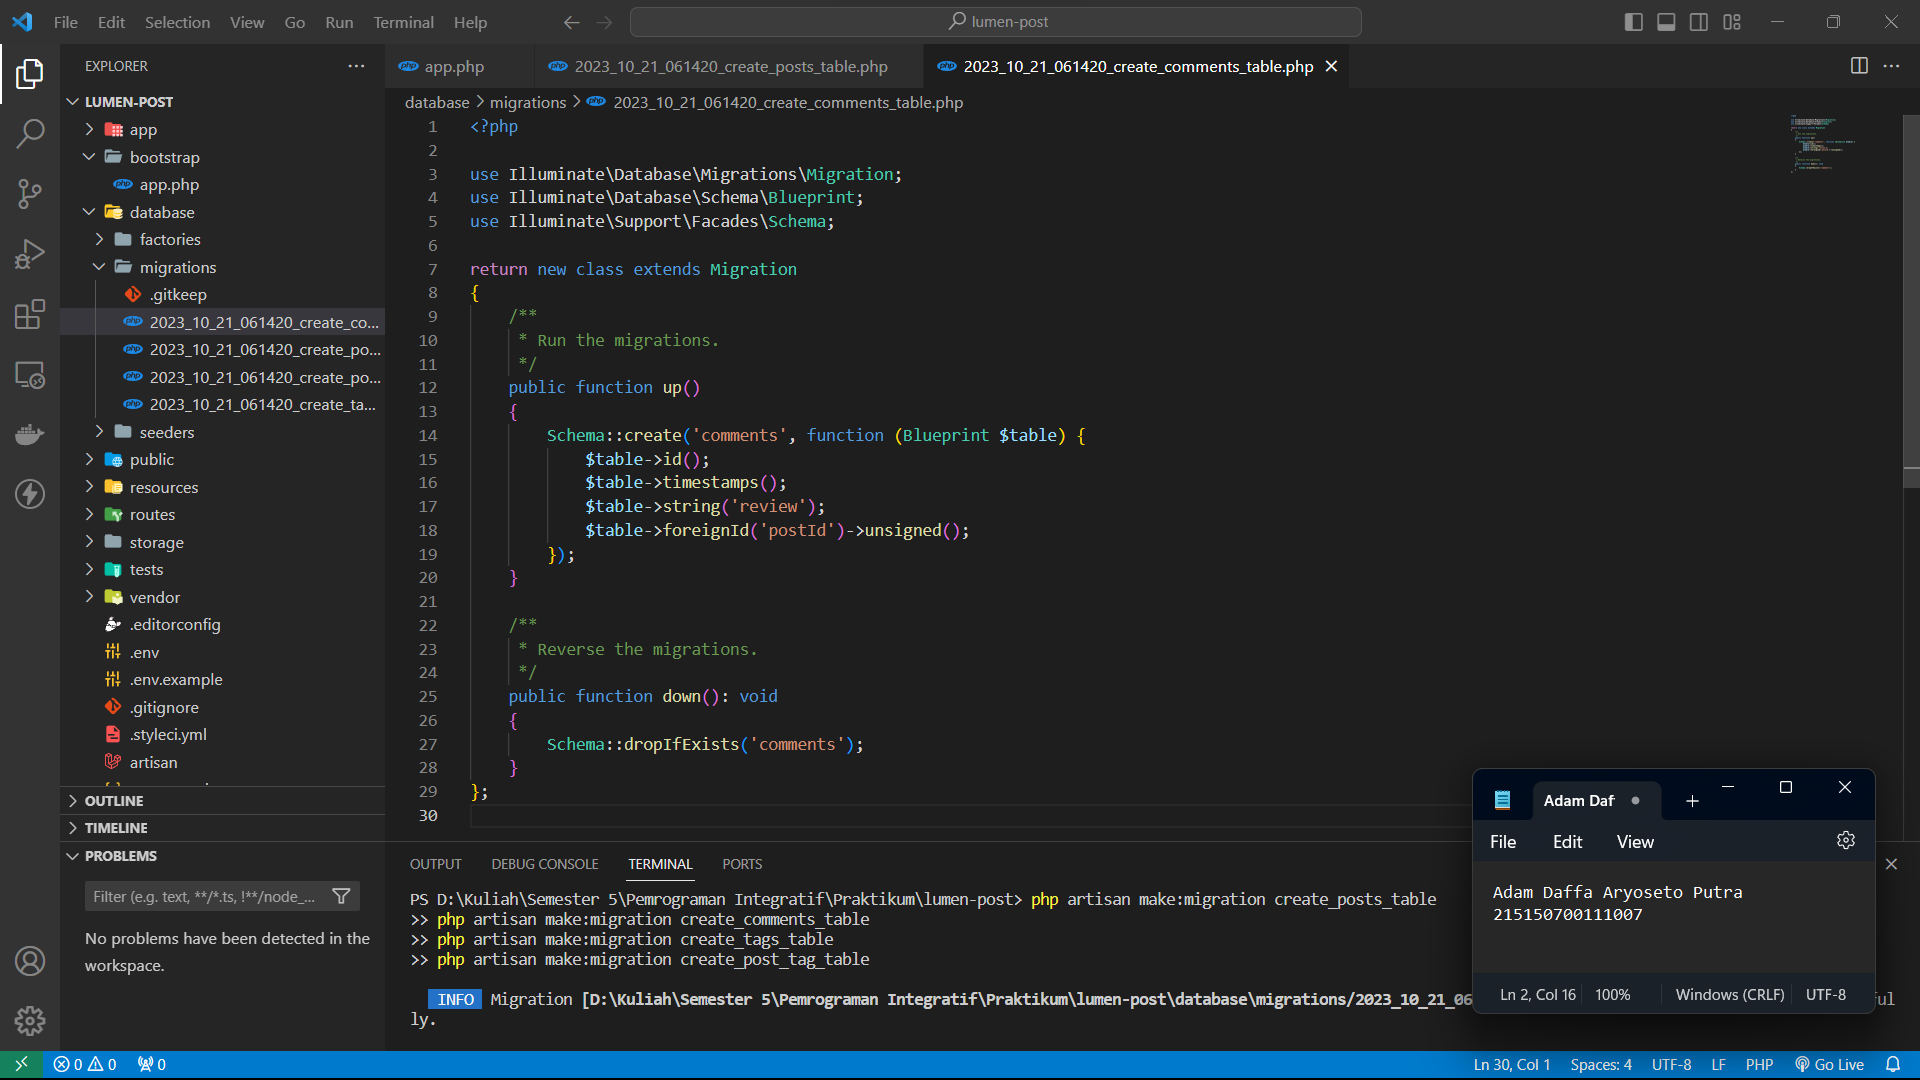 File Edit Selection View Go Run Terminal Help
lumen-post
EXPLORER
LUMEN-POST
app
bootstrap
app.php
database
factories
migrations
.gitkeep
2023_10_21_061420_create_co...
2023_10_21_061420_create_po...
2023_10_21_061420_create_po...
2023_10_21_061420_create_ta...
seeders
public
resources
routes
storage
tests
vendor
.editorconfig
.env
.env.example
.gitignore
.styleci.yml
artisan
OUTLINE
TIMELINE
PROBLEMS
Filter (e.g. text, **/*.ts, !**/node_...
No problems have been detected in the
workspace.
app.php
2023_10_21_061420_create_posts_table.php
2023_10_21_061420_create_comments_table.php
database > migrations > 2023_10_21_061420_create_comments_table.php
1 <?php
2
3 use Illuminate\Database\Migrations\Migration;
4 use Illuminate\Database\Schema\Blueprint;
5 use Illuminate\Support\Facades\Schema;
6
7 return new class extends Migration
8 {
9 /**
10 * Run the migrations.
11 */
12 public function up()
13 {
14 Schema::create('comments', function (Blueprint $table) {
15 $table->id();
16 $table->timestamps();
17 $table->string('review');
18 $table->foreignId('postId')->unsigned();
19 });
20 }
21
22 /**
23 * Reverse the migrations.
24 */
25 public function down(): void
26 {
27 Schema::dropIfExists('comments');
28 }
29 };
30
OUTPUT DEBUG CONSOLE TERMINAL PORTS
PS D:\Kuliah\Semester 5\Pemrograman Integratif\Praktikum\lumen-post> php artisan make:migration create_posts_table
>> php artisan make:migration create_comments_table
>> php artisan make:migration create_tags_table
>> php artisan make:migration create_post_tag_table
INFO Migration [D:\Kuliah\Semester 5\Pemrograman Integratif\Praktikum\lumen-post\database\migrations/2023_10_21_06
ul
ly.
Adam Daf
File Edit View
Adam Daffa Aryoseto Putra
215150700111007
Ln 2, Col 16 100% Windows (CRLF) UTF-8
0 0 0
Ln 30, Col 1 Spaces: 4 UTF-8 LF PHP Go Live